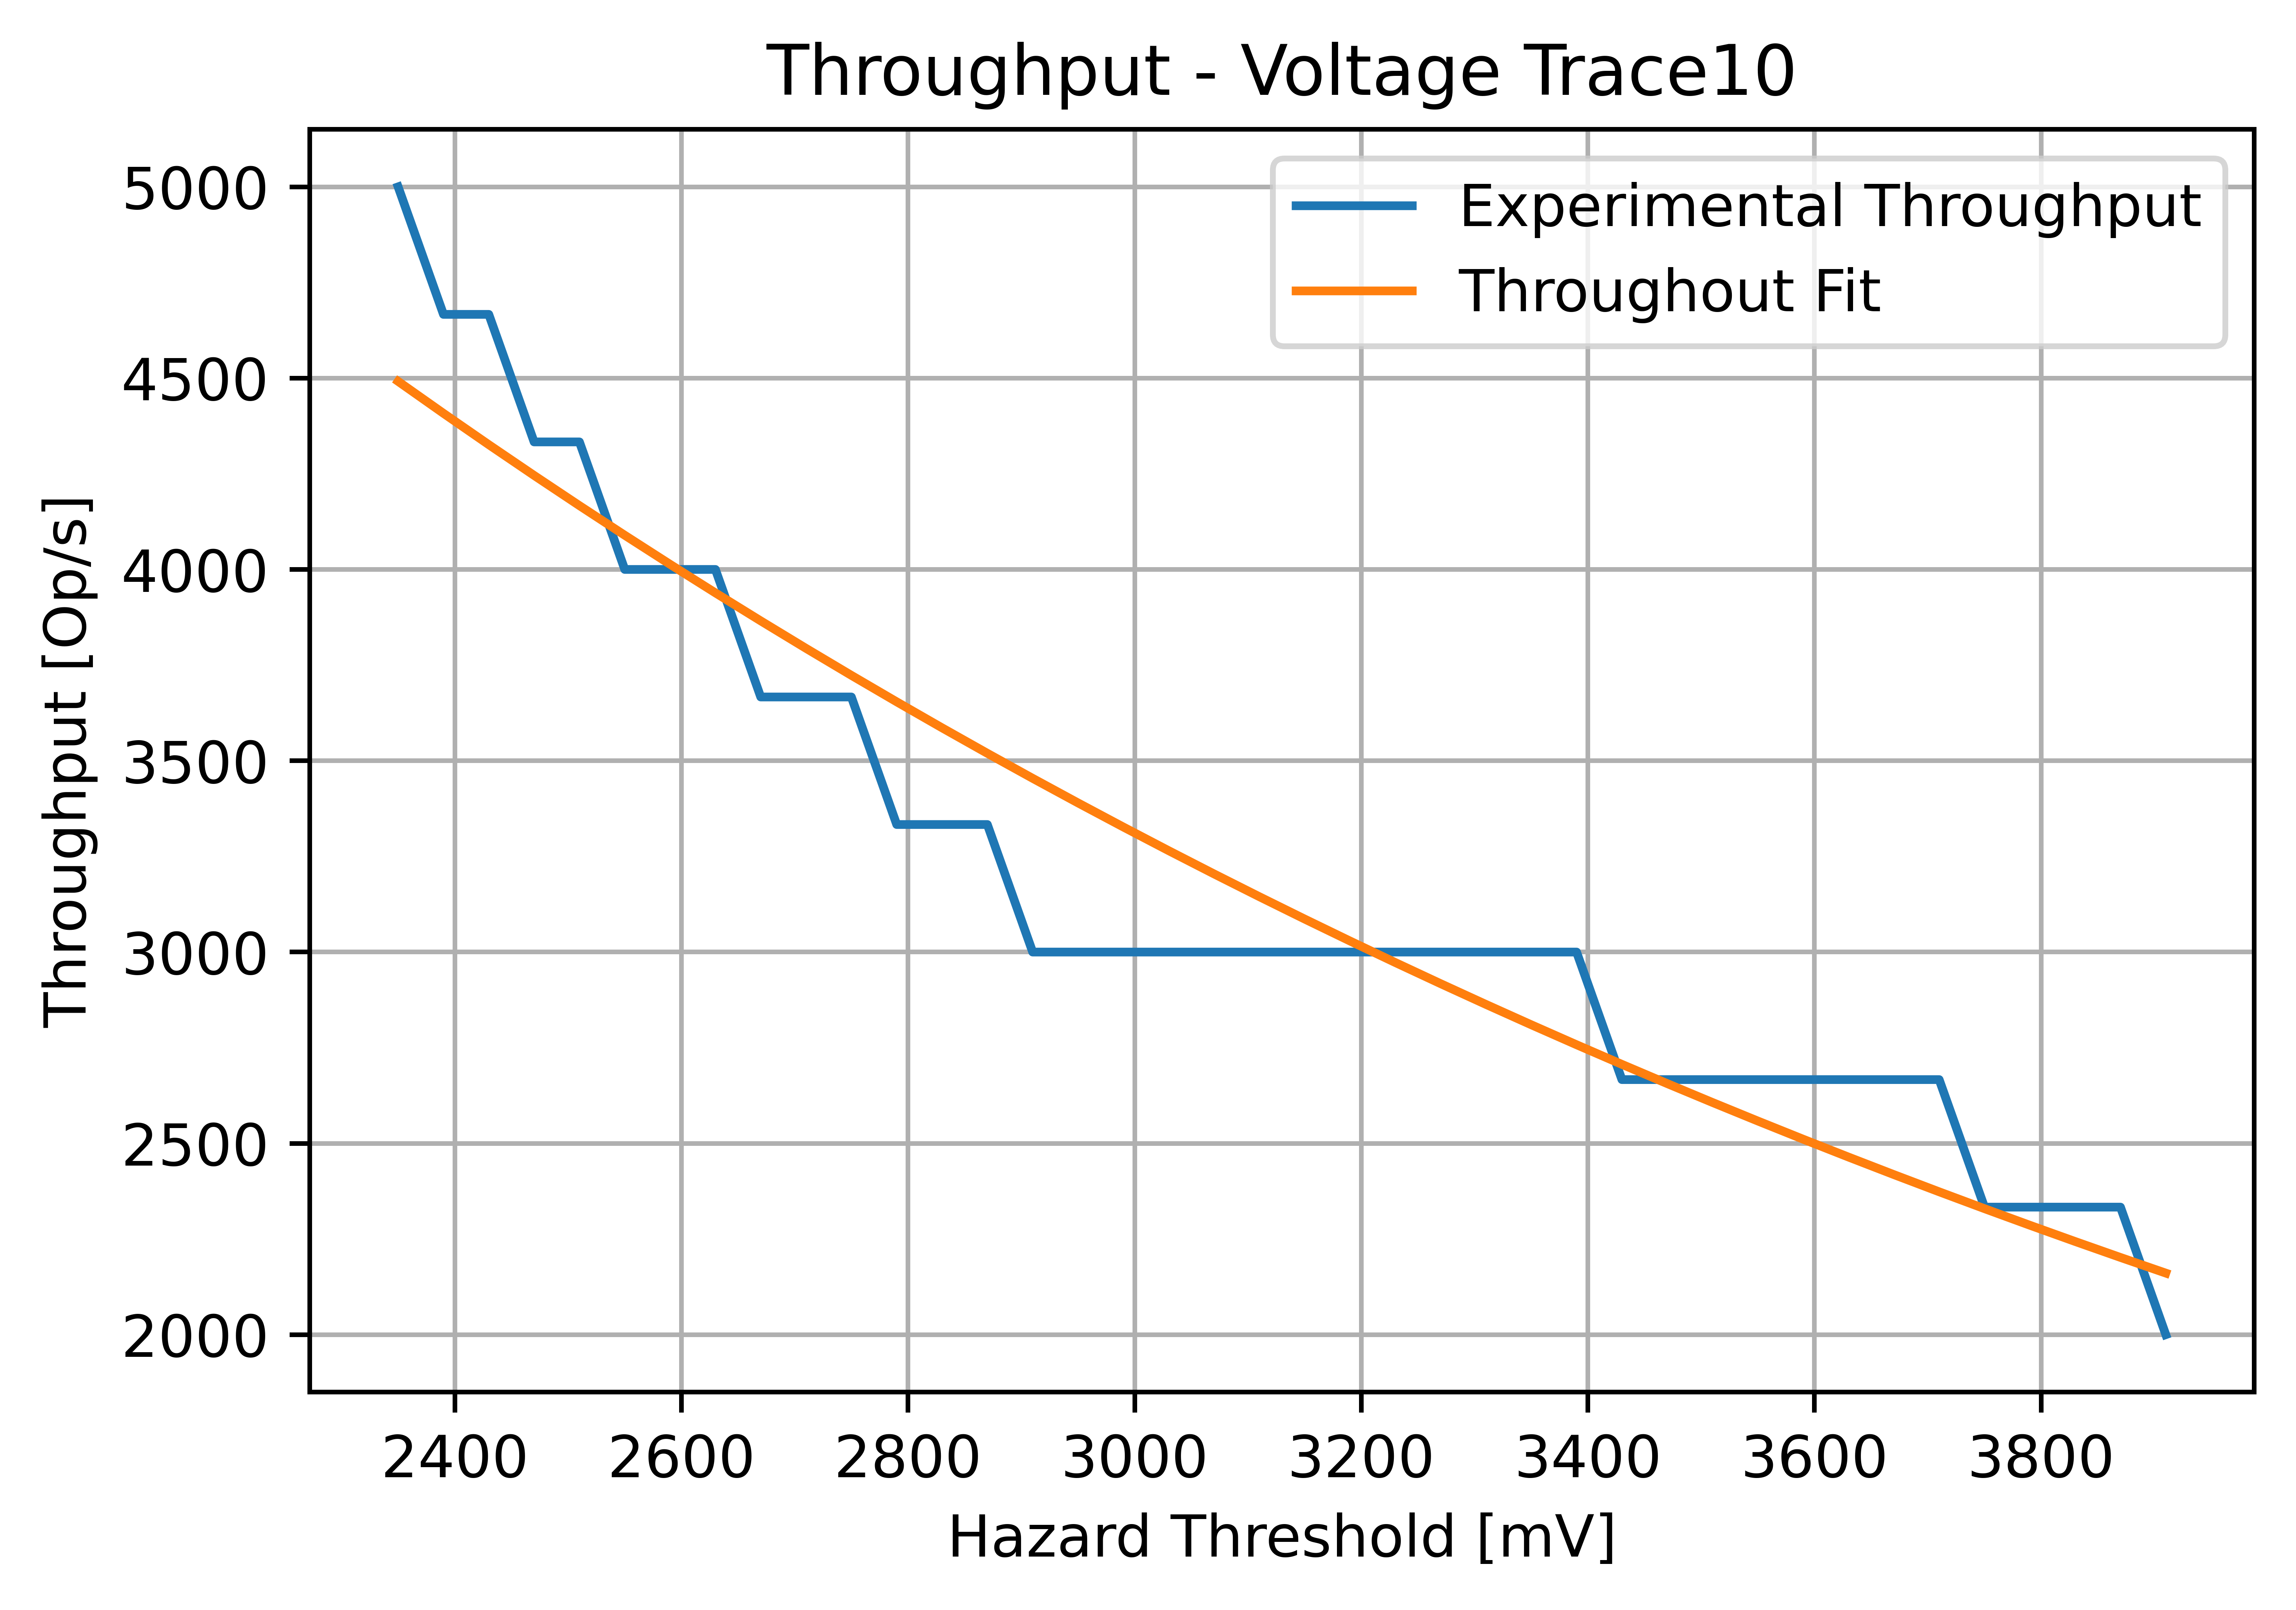 Throughput - Voltage Trace10
Experimental Throughput
Throughout Fit
5000
4500
4000
3500
3000
2500
2000
Throughput [Op/s]
2400 2600 2800 3000 3200 3400 3600 3800
Hazard Threshold [mV]